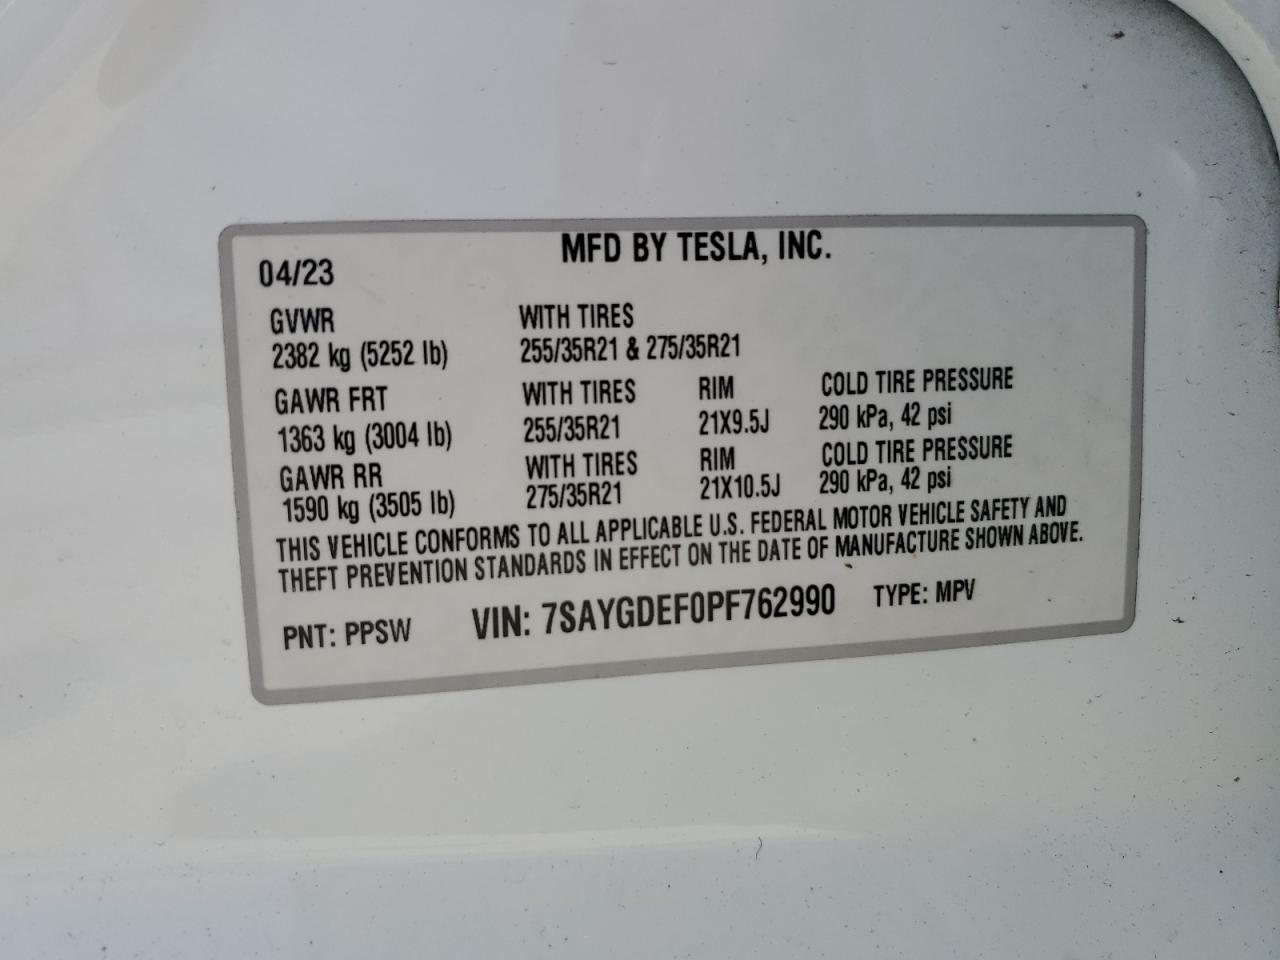 MFD BY TESLA, INC.
04/23
GVWR WITH TIRES
2382 kg (5252 lb) 255/35R21 & 275/35R21
GAWR FRT WITH TIRES RIM COLD TIRE PRESSURE
1363 kg (3004 lb) 255/35R21 21X9.5J 290 kPa, 42 psi
GAWR RR WITH TIRES RIM COLD TIRE PRESSURE
1590 kg (3505 lb) 275/35R21 21X10.5J 290 kPa, 42 psi
THIS VEHICLE CONFORMS TO ALL APPLICABLE U.S. FEDERAL MOTOR VEHICLE SAFETY AND
THEFT PREVENTION STANDARDS IN EFFECT ON THE DATE OF MANUFACTURE SHOWN ABOVE.
PNT: PPSW VIN: 7SAYGDEF0PF762990 TYPE: MPV